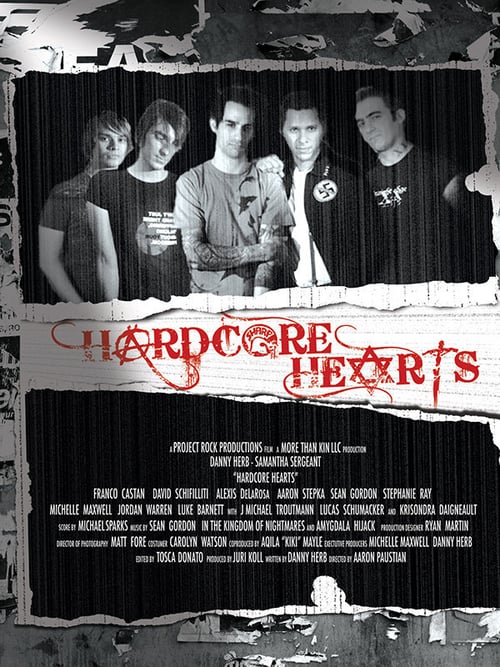 HARDCORE
HEARTS
A PROJECT ROCK PRODUCTIONS FILM A MORE THAN KIN LLC PRODUCTION
DANNY HERB - SAMANTHA SERGEANT
"HARDCORE HEARTS"
FRANCO CASTAN DAVID SCHIFILLITI ALEXIS DeLAROSA AARON STEPKA SEAN GORDON STEPHANIE RAY
MICHELLE MAXWELL JORDAN WARREN LUKE BARNETT WITH J MICHAEL TROUTMANN LUCAS SCHUMACKER AND KRISONDRA DAIGNEAULT
SCORE BY MICHAEL SPARKS MUSIC BY SEAN GORDON IN THE KINGDOM OF NIGHTMARES AND AMYGDALA HIJACK PRODUCTION DESIGNER RYAN MARTIN
DIRECTOR OF PHOTOGRAPHY MATT FORE COSTUMER CAROLYN WATSON COPRODUCED BY AQILA "KIKI" MAYLE EXECUTIVE PRODUCERS MICHELLE MAXWELL DANNY HERB
EDITED BY TOSCA DONATO PRODUCED BY JURI KOLL WRITTEN BY DANNY HERB DIRECTED BY AARON PAUSTIAN